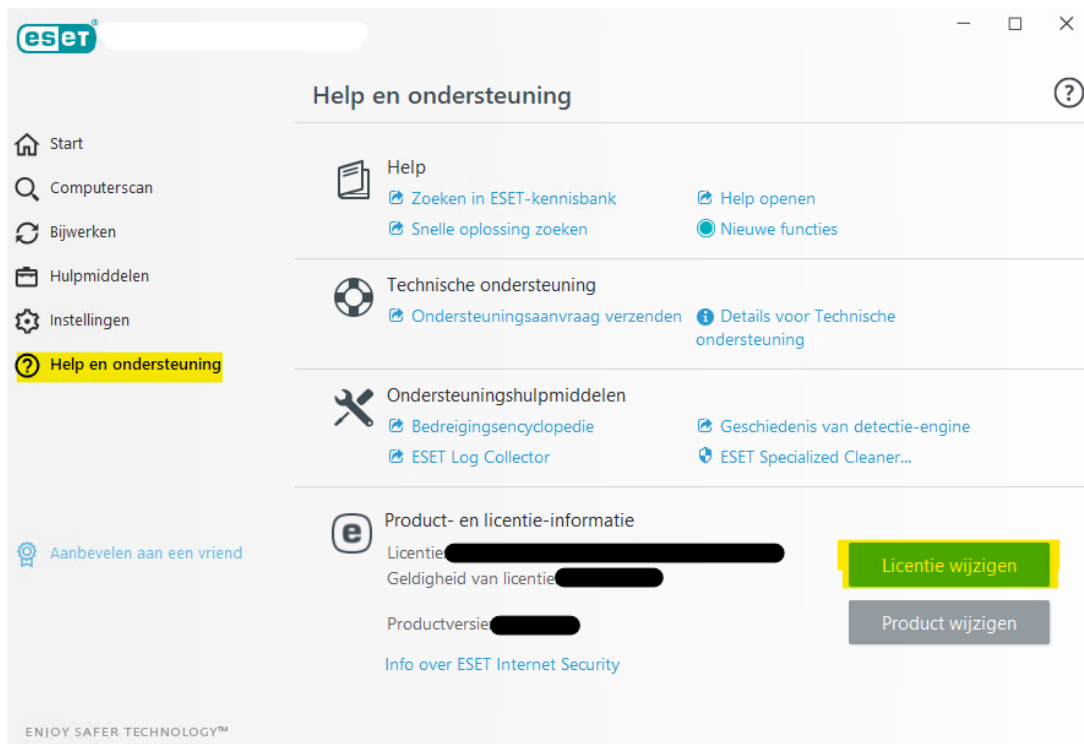 eseT®
Help en ondersteuning
Start
Computerscan
Bijwerken
Hulpmiddelen
Instellingen
Help en ondersteuning
Aanbevelen aan een vriend
ENJOY SAFER TECHNOLOGY™
Help
Zoeken in ESET-kennisbank
Help openen
Snelle oplossing zoeken
Nieuwe functies
Technische ondersteuning
Ondersteuningsaanvraag verzenden
Details voor Technische
ondersteuning
Ondersteuningshulpmiddelen
Bedreigingsencyclopedie
Geschiedenis van detectie-engine
ESET Log Collector
ESET Specialized Cleaner...
Product- en licentie-informatie
Licentie
Geldigheid van licentie
Productversie
Info over ESET Internet Security
Licentie wijzigen
Product wijzigen